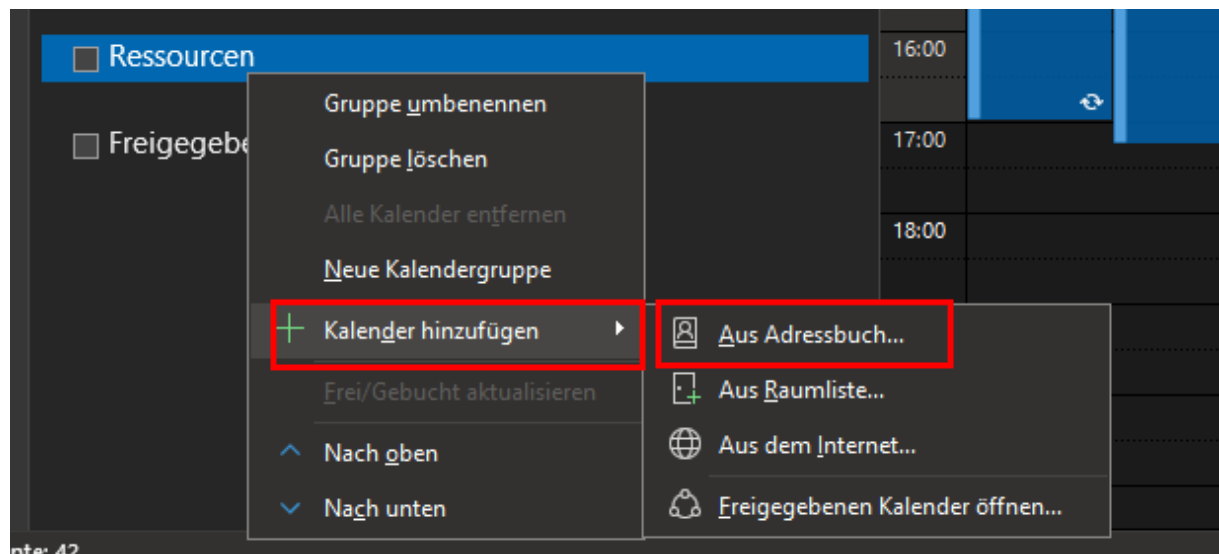 Ressourcen
16:00
Gruppe umbenennen
Freigegebe
17:00
Gruppe löschen
Alle Kalender entfernen
18:00
Neue Kalendergruppe
Kalender hinzufügen
Aus Adressbuch...
Frei/Gebucht aktualisieren
Aus Raumliste...
Nach oben
Aus dem Internet...
Nach unten
Freigegebenen Kalender öffnen...
42